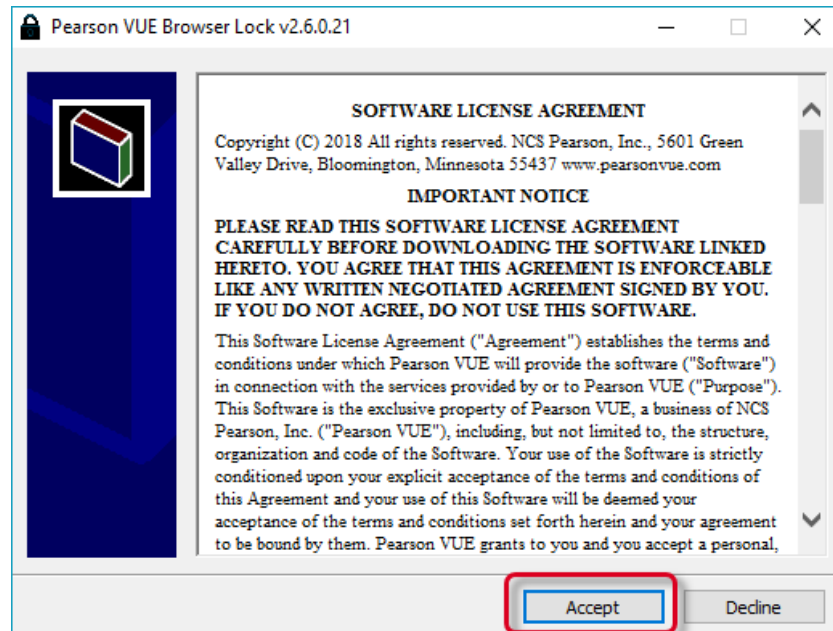 Pearson VUE Browser Lock v2.6.0.21
SOFTWARE LICENSE AGREEMENT
Copyright (C) 2018 All rights reserved. NCS Pearson, Inc., 5601 Green
Valley Drive, Bloomington, Minnesota 55437 www.pearsonvue.com
IMPORTANT NOTICE
PLEASE READ THIS SOFTWARE LICENSE AGREEMENT
CAREFULLY BEFORE DOWNLOADING THE SOFTWARE LINKED
HERETO. YOU AGREE THAT THIS AGREEMENT IS ENFORCEABLE
LIKE ANY WRITTEN NEGOTIATED AGREEMENT SIGNED BY YOU.
IF YOU DO NOT AGREE, DO NOT USE THIS SOFTWARE.
This Software License Agreement ("Agreement") establishes the terms and
conditions under which Pearson VUE will provide the software ("Software")
in connection with the services provided by or to Pearson VUE ("Purpose").
This Software is the exclusive property of Pearson VUE, a business of NCS
Pearson, Inc. ("Pearson VUE"), including, but not limited to, the structure,
organization and code of the Software. Your use of the Software is strictly
conditioned upon your explicit acceptance of the terms and conditions of
this Agreement and your use of this Software will be deemed your
acceptance of the terms and conditions set forth herein and your agreement
to be bound by them. Pearson VUE grants to you and you accept a personal,
Accept
Decline